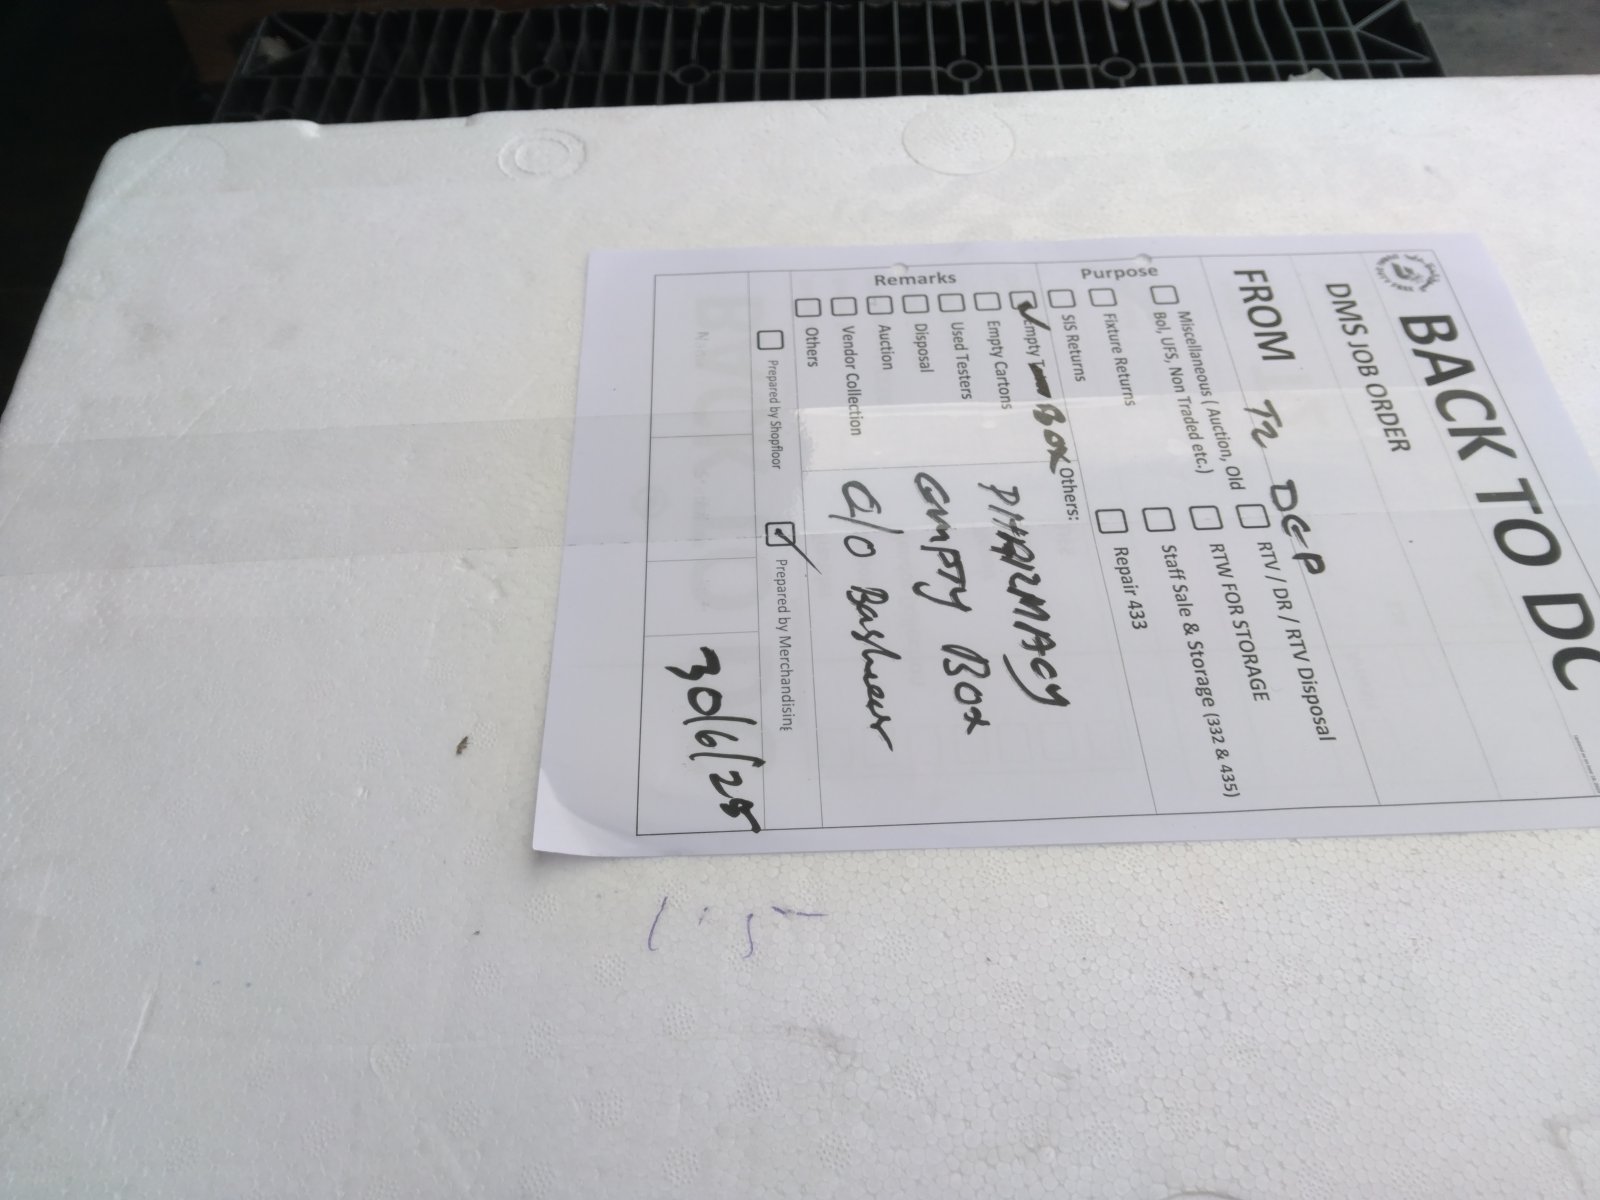 BACK TO DC
DMS JOB ORDER
FROM T2 DEP
Purpose
Miscellaneous ( Auction, Old
Bol, UFS, Non Traded etc.)
Fixture Returns
SIS Returns
RTV / DR / RTV Disposal
RTW FOR STORAGE
Staff Sale & Storage (332 & 435)
Repair 433
Remarks
Empty BOX
Empty Cartons
Used Testers
Disposal
Auction
Vendor Collection
Others
Others:
PHARMACY
EMPTY BOX
C/O Basheer
Prepared by Shopfloor
Prepared by Merchandising
30/6/25